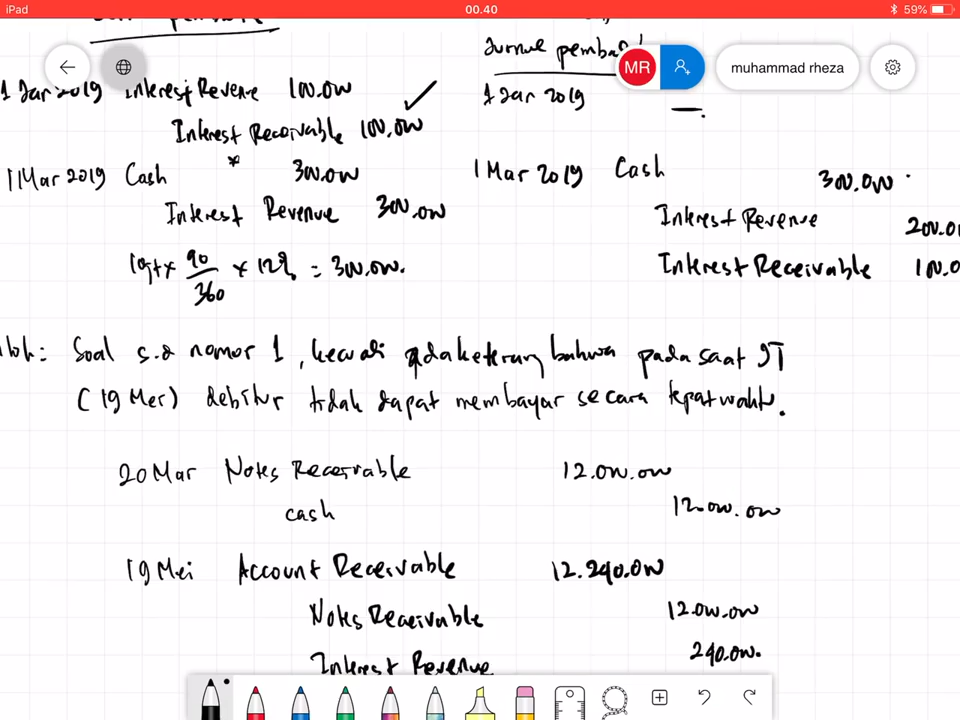 iPad 00.40 59%
Jurnal pemba
MR muhammad rheza
1 Jan 2019 Interest Revenue 100.000
Interest Receivable 100.000
1 Jan 2019 —
1 Mar 2019 Cash 300.000
Interest Revenue 300.000
1 Mar 2019 Cash 300.000
Interest Revenue 200.00
Interest Receivable 100.0
10jt x 90/360 x 12% = 300.000.
Soal s.d nomor 1, kecuali ada keterang bahwa pada saat JT
(19 Mei) debitur tidak dapat membayar secara tepat waktu.
20 Mar Notes Receivable 12.000.000
cash 12.000.000
19 Mei Account Receivable 12.240.000
Notes Receivable 12.000.000
Interest Revenue 240.000.